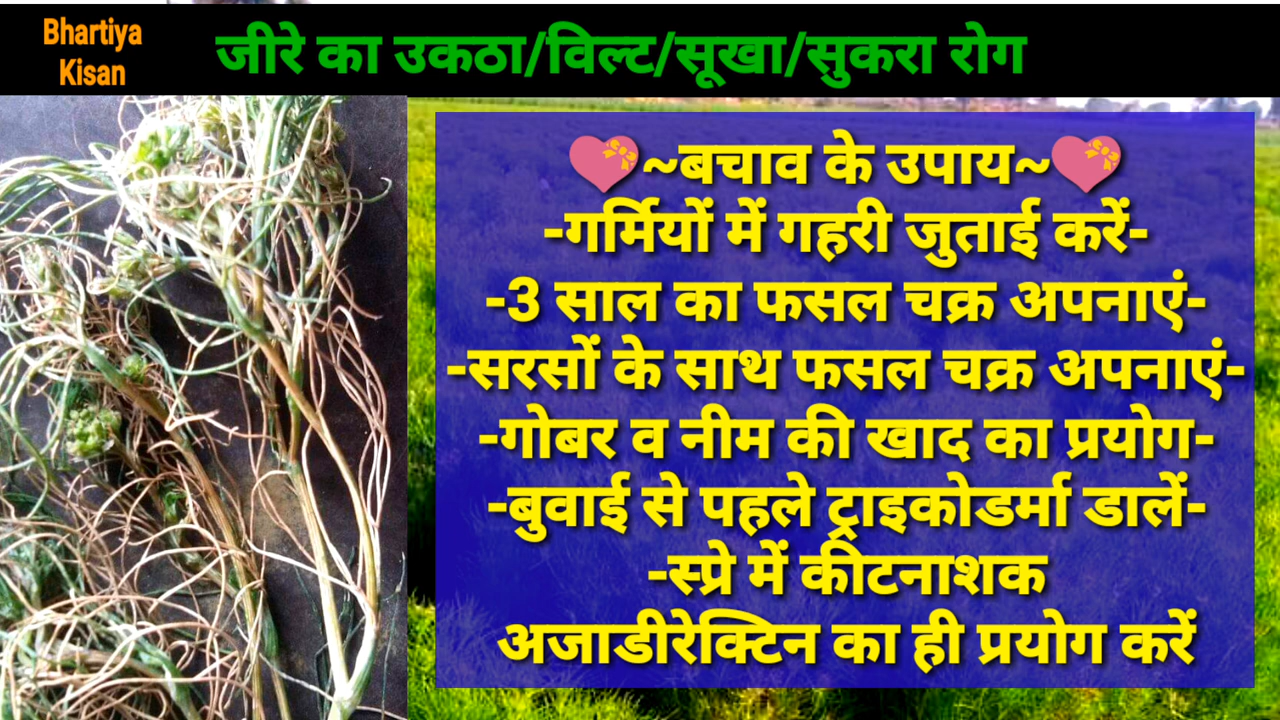 Bhartiya
Kisan
जीरे का उकठा/विल्ट/सूखा/सुकरा रोग
~बचाव के उपाय~
-गर्मियों में गहरी जुताई करें-
-3 साल का फसल चक्र अपनाएं-
-सरसों के साथ फसल चक्र अपनाएं-
-गोबर व नीम की खाद का प्रयोग-
-बुवाई से पहले ट्राइकोडर्मा डालें-
-स्प्रे में कीटनाशक
अजाडीरेक्टिन का ही प्रयोग करें